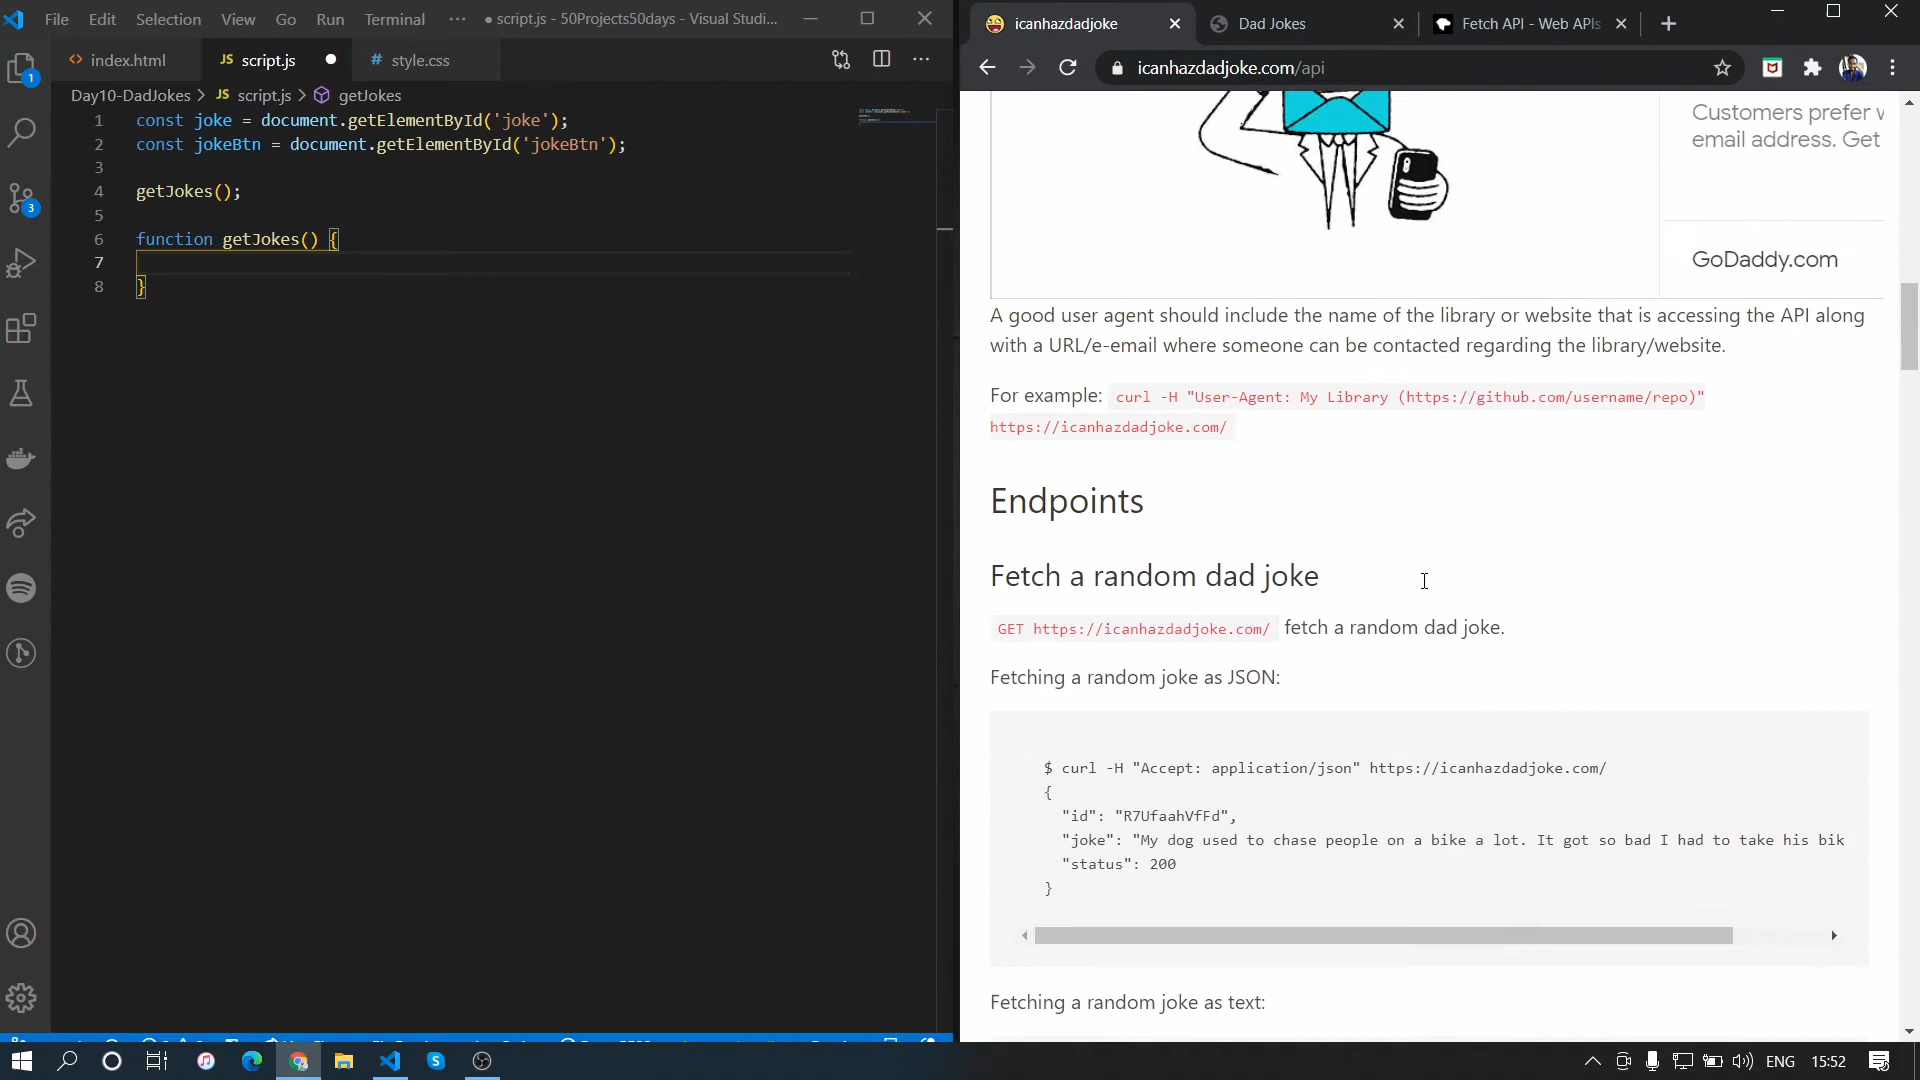 File Edit Selection View Go Run Terminal ··· ● script.js - 50Projects50days - Visual Studi...
index.html JS script.js ● # style.css ···
Day10-DadJokes > JS script.js > getJokes
1 const joke = document.getElementById('joke');
2 const jokeBtn = document.getElementById('jokeBtn');
3
4 getJokes();
5
6 function getJokes() {
7
8 }
1
3
icanhazdadjoke Dad Jokes Fetch API - Web APIs
icanhazdadjoke.com/api
Customers prefer
email address. Get
GoDaddy.com
A good user agent should include the name of the library or website that is accessing the API along
with a URL/e-email where someone can be contacted regarding the library/website.
For example: curl -H "User-Agent: My Library (https://github.com/username/repo)"
https://icanhazdadjoke.com/
Endpoints
Fetch a random dad joke
GET https://icanhazdadjoke.com/ fetch a random dad joke.
Fetching a random joke as JSON:
$ curl -H "Accept: application/json" https://icanhazdadjoke.com/
{
"id": "R7UfaahVfFd",
"joke": "My dog used to chase people on a bike a lot. It got so bad I had to take his bik
"status": 200
}
Fetching a random joke as text:
ENG 15:52